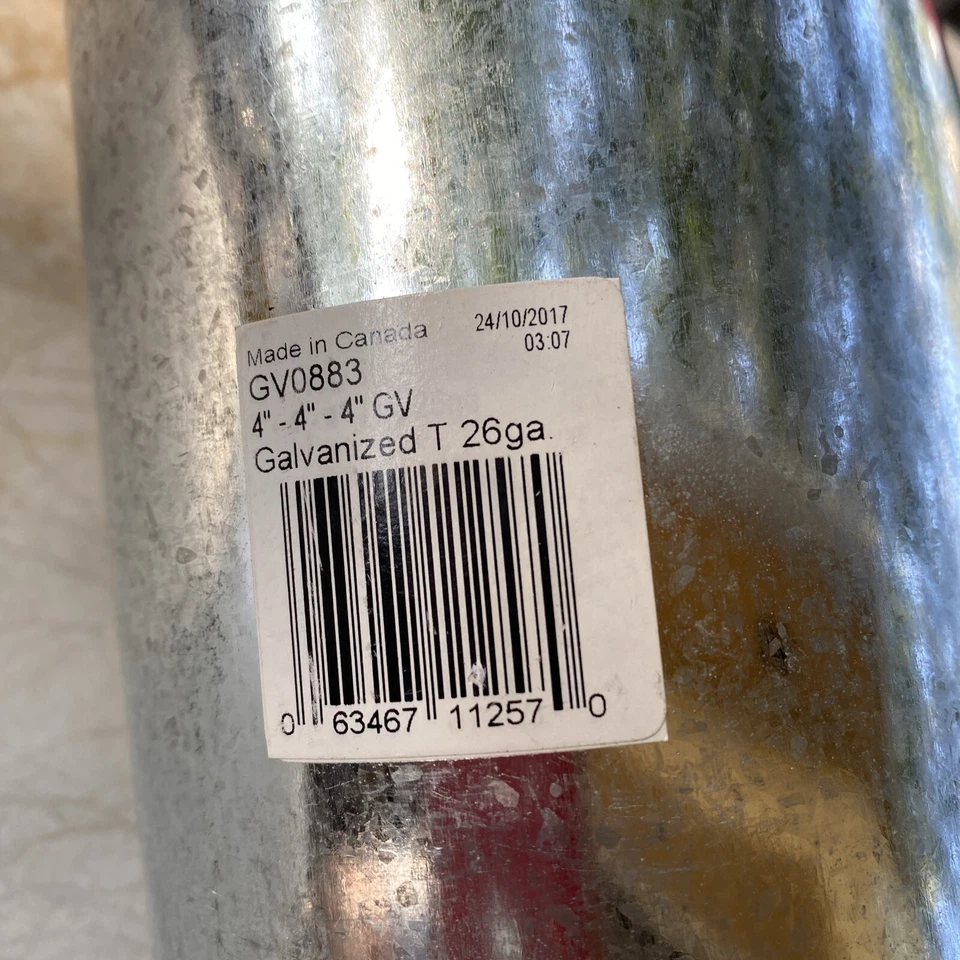 Made in Canada
24/10/2017
03:07
GV0883
4" - 4" - 4" GV
Galvanized T 26ga.
0 63467 11257 0